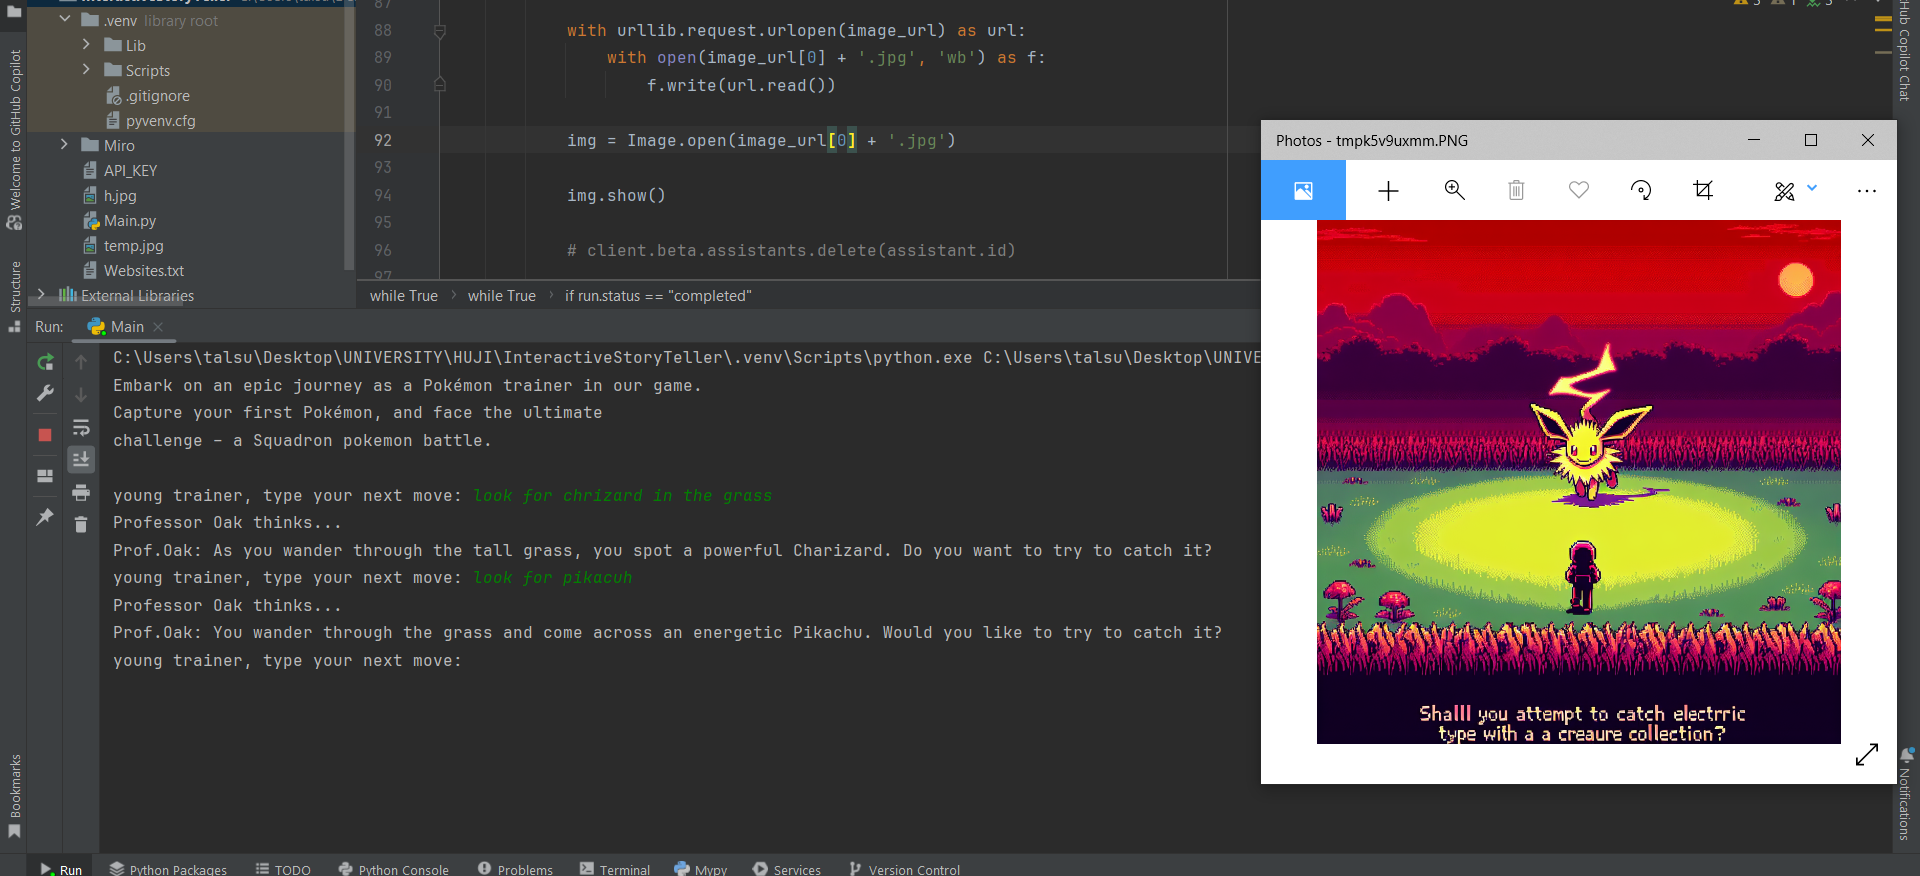 .venv library root
Lib
Scripts
.gitignore
pyvenv.cfg
Miro
API_KEY
h.jpg
Main.py
temp.jpg
Websites.txt
External Libraries
Welcome to GitHub Copilot
Structure
Bookmarks
88 with urllib.request.urlopen(image_url) as url:
89 with open(image_url[0] + '.jpg', 'wb') as f:
90 f.write(url.read())
91
92 img = Image.open(image_url[0] + '.jpg')
93
94 img.show()
95
96 # client.beta.assistants.delete(assistant.id)
97
while True > while True > if run.status == "completed"
Run: Main
C:\Users\talsu\Desktop\UNIVERSITY\HUJI\InteractiveStoryTeller\.venv\Scripts\python.exe C:\Users\talsu\Desktop\UNIVE
Embark on an epic journey as a Pokémon trainer in our game.
Capture your first Pokémon, and face the ultimate
challenge - a Squadron pokemon battle.
young trainer, type your next move: look for chrizard in the grass
Professor Oak thinks...
Prof.Oak: As you wander through the tall grass, you spot a powerful Charizard. Do you want to try to catch it?
young trainer, type your next move: look for pikacuh
Professor Oak thinks...
Prof.Oak: You wander through the grass and come across an energetic Pikachu. Would you like to try to catch it?
young trainer, type your next move:
Photos - tmpk5v9uxmm.PNG
Shalll you attempt to catch electrric
type with a a creaure collection?
Hub Copilot Chat
Notifications
Run Python Packages TODO Python Console Problems Terminal Mypy Services Version Control